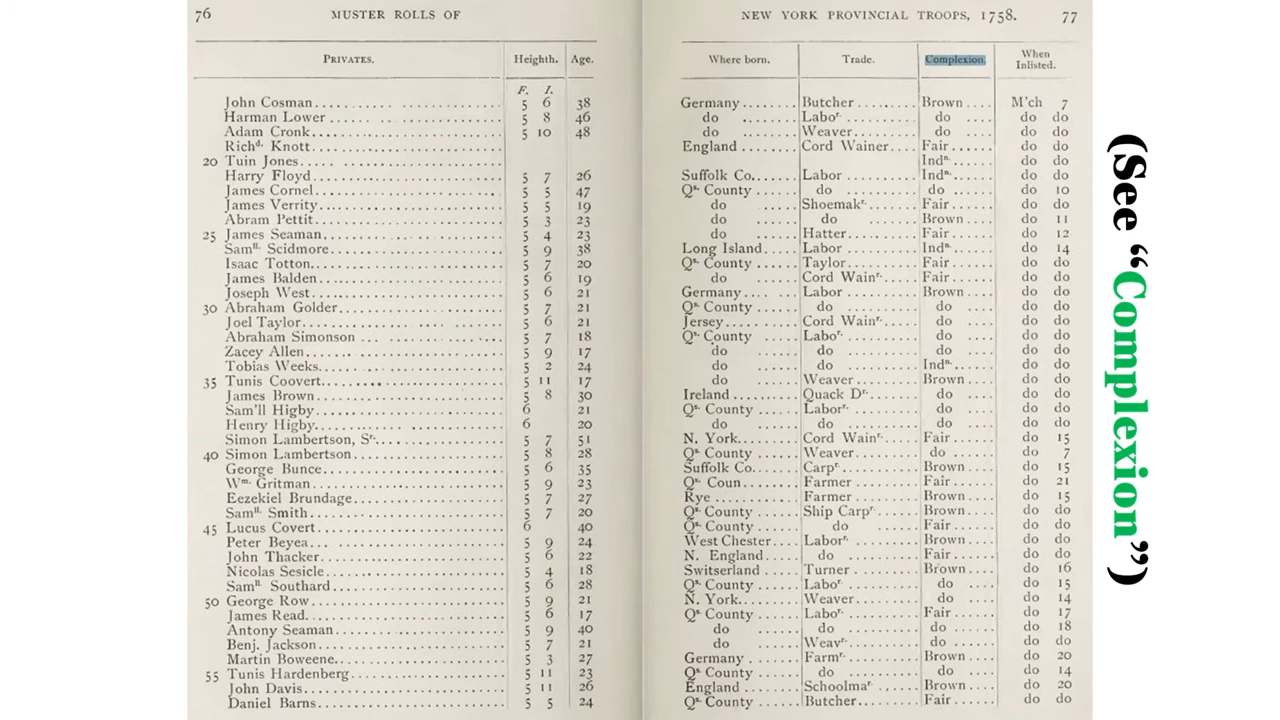 76 MUSTER ROLLS OF
PRIVATES. Heighth. Age.
F. I.
John Cosman 5 6 38
Harman Lower 5 8 46
Adam Cronk 5 10 48
Richd. Knott
20 Tuin Jones
Harry Floyd 5 7 26
James Cornel 5 5 47
James Verrity 5 5 19
Abram Pettit 5 3 23
25 James Seaman 5 4 23
Samll. Scidmore 5 9 38
Isaac Totton 5 7 20
James Balden 5 6 19
Joseph West 5 6 21
30 Abraham Golder 5 7 21
Joel Taylor 5 6 21
Abraham Simonson 5 7 18
Zacey Allen 5 9 17
Tobias Weeks 5 2 24
35 Tunis Coovert 5 11 17
James Brown 5 8 30
Sam'll Higby 6 21
Henry Higby 6 20
Simon Lambertson, Sr. 5 7 51
40 Simon Lambertson 5 8 28
George Bunce 5 6 35
Wm. Gritman 5 9 23
Eezekiel Brundage 5 7 27
Samll. Smith 5 7 20
45 Lucus Covert 6 40
Peter Beyea 5 9 24
John Thacker 5 6 22
Nicolas Sesicle 5 4 18
Samll. Southard 5 6 28
50 George Row 5 9 21
James Read 5 6 17
Antony Seaman 5 9 40
Benj. Jackson 5 7 21
Martin Boweene 5 3 27
55 Tunis Hardenberg 5 11 23
John Davis 5 11 26
Daniel Barns 5 5 24
NEW YORK PROVINCIAL TROOPS, 1758. 77
Where born. Trade. Complexion. When Inlisted.
Germany Butcher Brown M'ch 7
do Labor. do do do
do Weaver do do do
England Cord Wainer Fair do do
Indn. do do
Suffolk Co. Labor Indn. do do
Qs. County do do do 10
do Shoemakr. Fair do do
do do Brown do 11
do Hatter Fair do 12
Long Island Labor Indn. do 14
Qs. County Taylor Fair do do
do Cord Wainr. Fair do do
Germany Labor Brown do do
Qs. County do do do do
Jersey Cord Wainr. do do do
Qs. County Labor. do do do
do do do do do
do do Indn. do do
do Weaver Brown do do
Ireland Quack Dr. do do do
Qs. County Labor. do do do
do do do do do
N. York Cord Wainr. Fair do 15
Qs. County Weaver do do 7
Suffolk Co. Carpr. Brown do 15
Qs. Coun Farmer Fair do 21
Rye Farmer Brown do 15
Qs. County Ship Carpr. Brown do do
Qs. County do Fair do do
West Chester Labor. Brown do do
N. England do Fair do do
Switserland Turner Brown do 16
Qs. County Labor. do do 15
N. York Weaver do do 14
Qs. County Labor. Fair do 17
do do do do 18
do Weavr. do do do
Germany Farmr. Brown do 20
Qs. County do do do 14
England Schoolmar. Brown do 20
Qs. County Butcher Fair do do
(See “Complexion”)